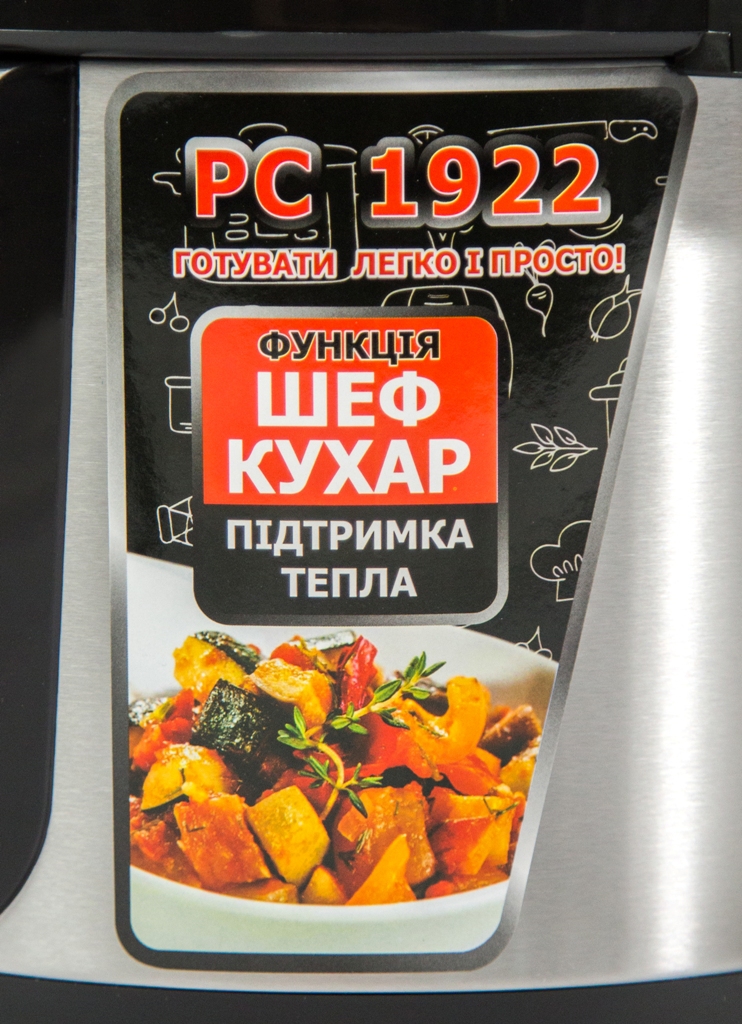 PC 1922
ГОТУВАТИ ЛЕГКО І ПРОСТО!
ФУНКЦІЯ
ШЕФ
КУХАР
ПІДТРИМКА
ТЕПЛА